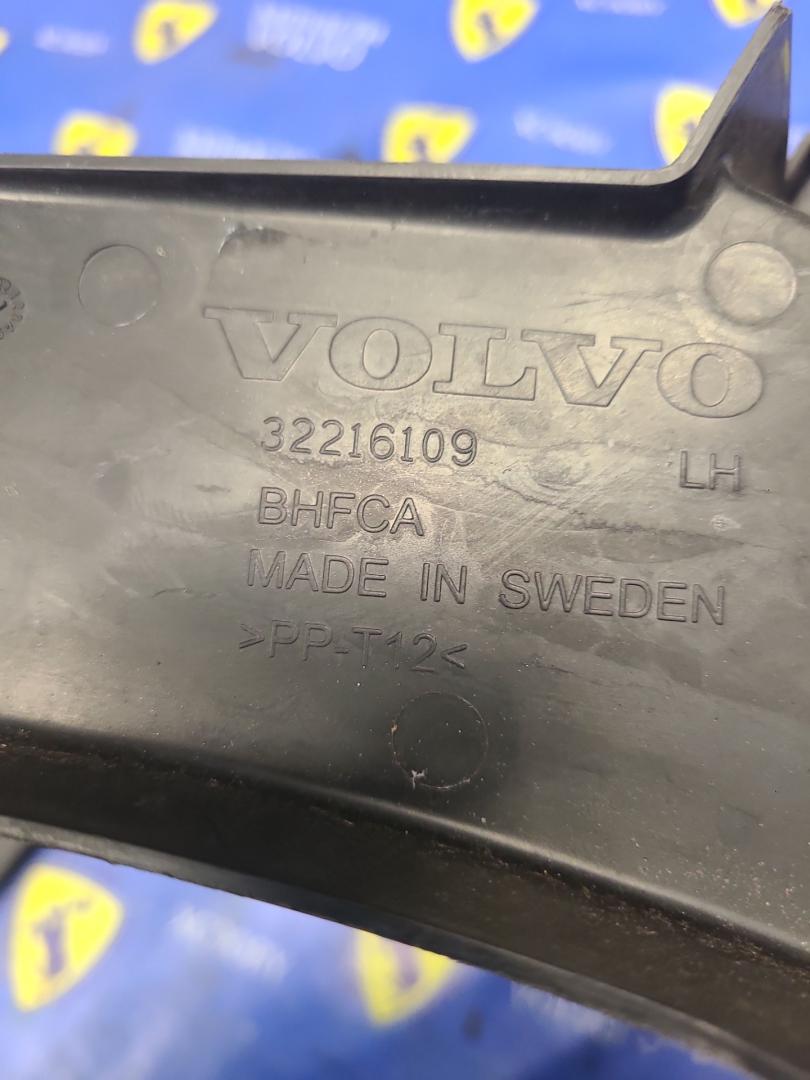 VOLVO
32216109 LH
BHFCA
MADE IN SWEDEN
>PP-T12<